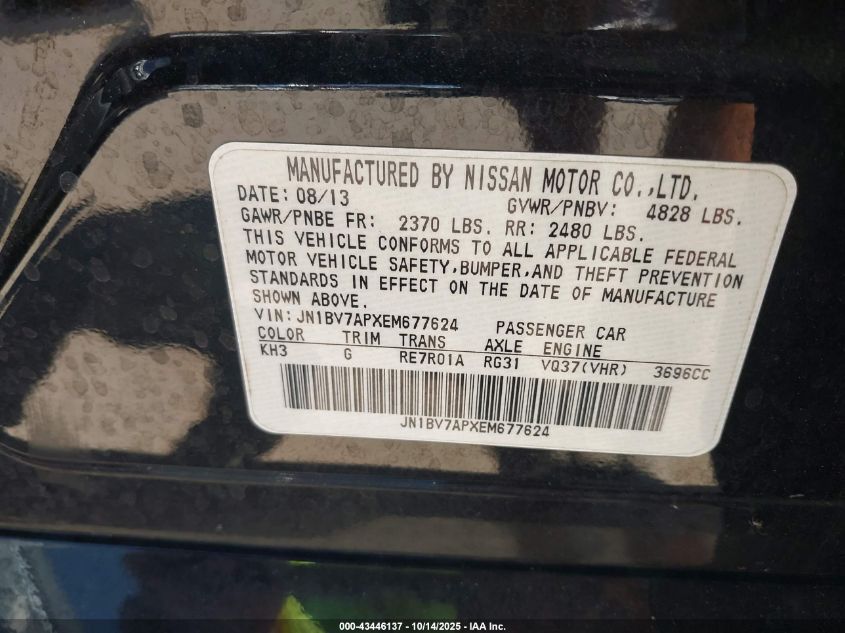 MANUFACTURED BY NISSAN MOTOR CO.,LTD.
DATE: 08/13 GVWR/PNBV: 4828 LBS.
GAWR/PNBE FR: 2370 LBS. RR: 2480 LBS.
THIS VEHICLE CONFORMS TO ALL APPLICABLE FEDERAL
MOTOR VEHICLE SAFETY,BUMPER,AND THEFT PREVENTION
STANDARDS IN EFFECT ON THE DATE OF MANUFACTURE
SHOWN ABOVE.
VIN: JN1BV7APXEM677624 PASSENGER CAR
COLOR TRIM TRANS AXLE ENGINE
KH3 G RE7R01A RG31 VQ37(VHR) 3696CC
JN1BV7APXEM677624
000-43446137 - 10/14/2025 - IAA Inc.